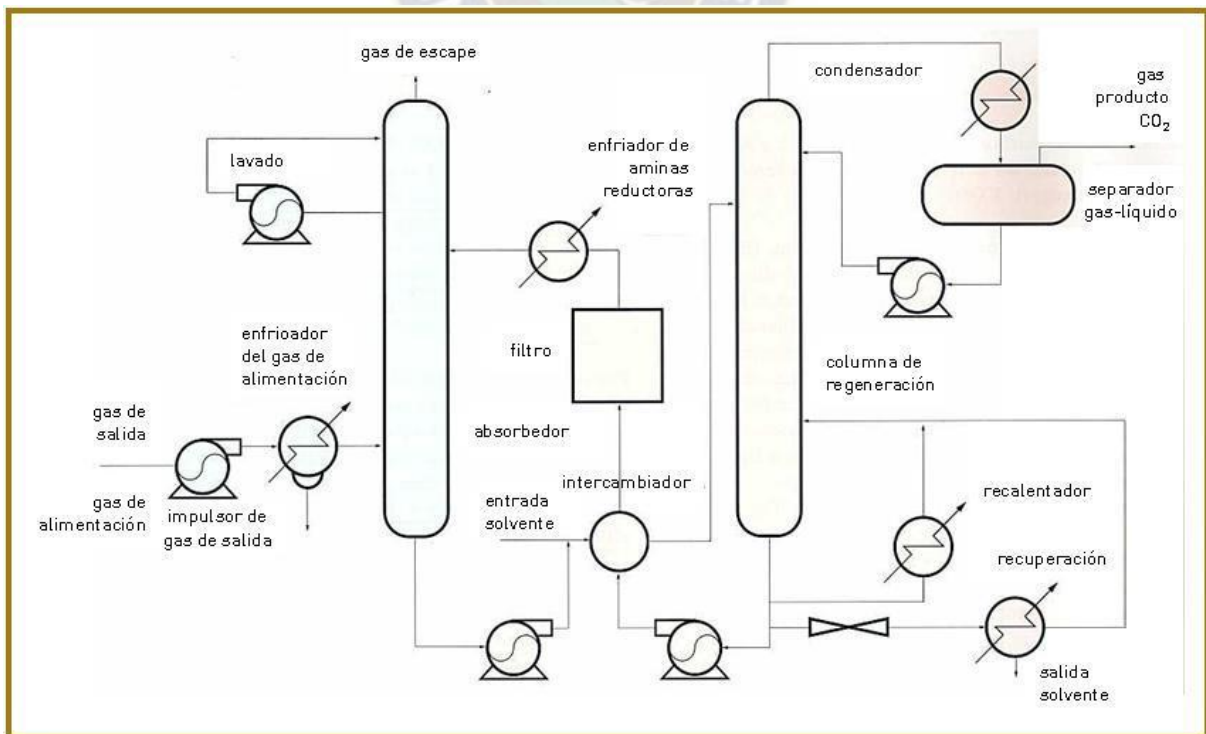 gas de escape
condensador
gas
producto
CO₂
lavado
enfriador de
aminas
reductoras
separador
gas-líquido
enfrioador
del gas de
alimentación
filtro
columna de
regeneración
gas de
salida
absorbedor
gas de
alimentación
impulsor de
gas de salida
entrada
solvente
intercambiador
recalentador
recuperación
salida
solvente